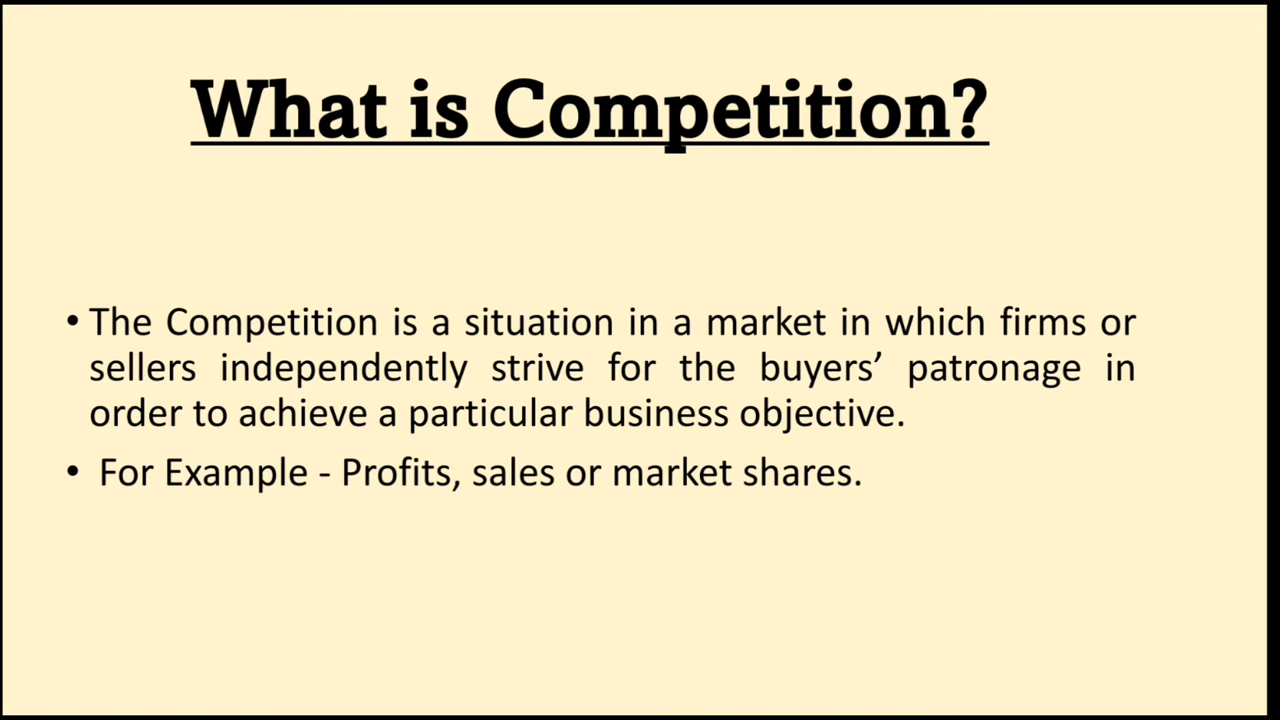 What is Competition?
• The Competition is a situation in a market in which firms or
sellers independently strive for the buyers’ patronage in
order to achieve a particular business objective.
• For Example - Profits, sales or market shares.